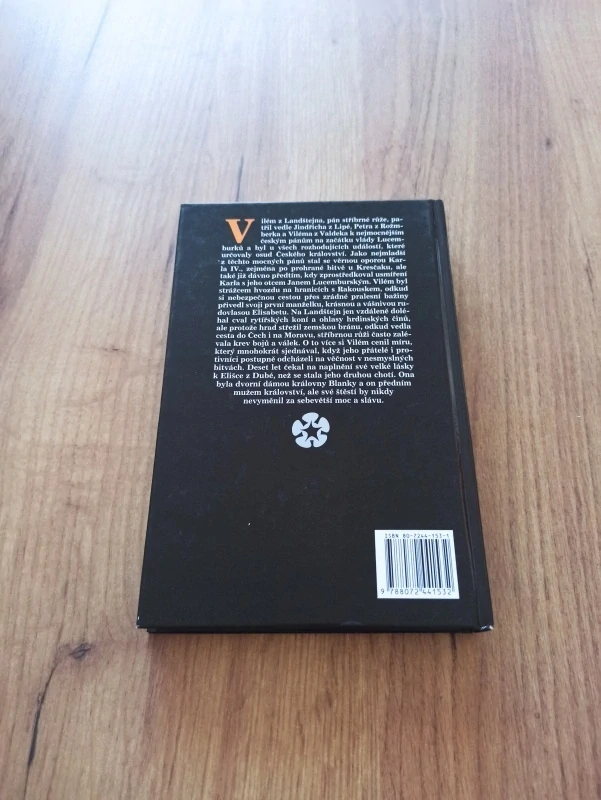 Vilém z Landštejna, pán stříbrné růže, pa-
třil vedle Jindřicha z Lipé, Petra z Rožm-
berka a Viléma z Valdeka k nejmocnějším
českým pánům na začátku vlády Lucem-
burků a byl u všech rozhodujících událostí, které
určovaly osud Českého království. Jako nejmladší
z těchto mocných pánů stal se věrnou oporou Kar-
la IV., zejména po prohrané bitvě u Kresčaku, ale
také již dávno předtím, kdy zprostředkoval usmíření
Karla s jeho otcem Janem Lucemburským. Vilém byl
strážcem hvozdu na hranicích s Rakouskem, odkud
si nebezpečnou cestou přes zrádné pralesní bažiny
přivedl svoji první manželku, krásnou a vášnivou ru-
dovlasou Elisabetu. Na Landštejn jen vzdáleně dolé-
hal cval rytířských koní a ohlasy hrdinských činů,
ale protože hrad střežil zemskou bránu, odkud vedla
cesta do Čech i na Moravu, stříbrnou růži často zalé-
vala krev bojů a válek. O to více si Vilém cenil míru,
který mnohokrát sjednával, když jeho přátelé i pro-
tivníci postupně odcházeli na věčnost v nesmyslných
bitvách. Deset let čekal na naplnění své velké lásky
k Elišce z Dubé, než se stala jeho druhou chotí. Ona
byla dvorní dámou královny Blanky a on předním
mužem království, ale své štěstí by nikdy
nevyměnil za sebevětší moc a slávu.
ISBN 80-7244-153-1
9 788072 441532